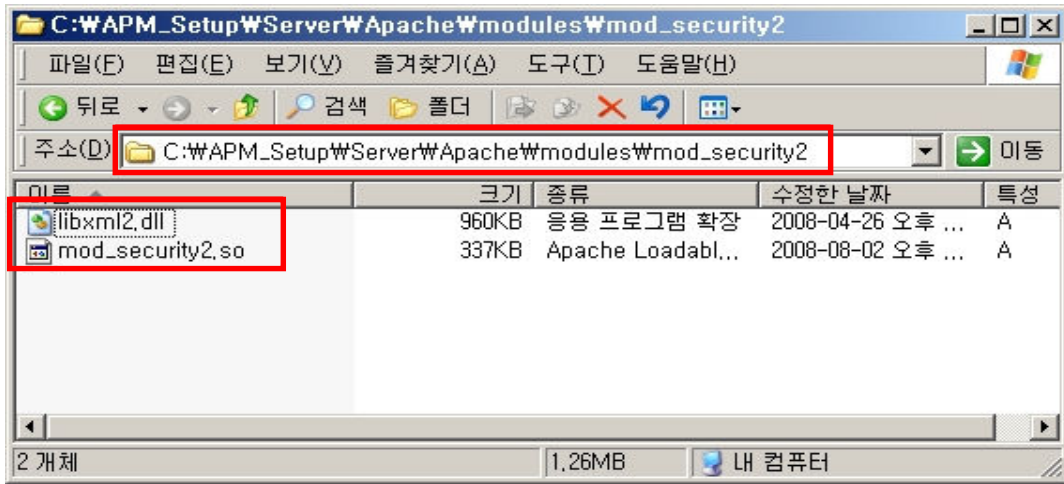 C:₩APM_Setup₩Server₩Apache₩modules₩mod_security2
파일(F) 편집(E) 보기(V) 즐겨찾기(A) 도구(T) 도움말(H)
뒤로 검색 폴더
주소(D) C:₩APM_Setup₩Server₩Apache₩modules₩mod_security2 이동
이름 크기 종류 수정한 날짜 특성
libxml2.dll 960KB 응용 프로그램 확장 2008-04-26 오후 ... A
mod_security2.so 337KB Apache Loadabl... 2008-08-02 오후 ... A
2 개체 1.26MB 내 컴퓨터